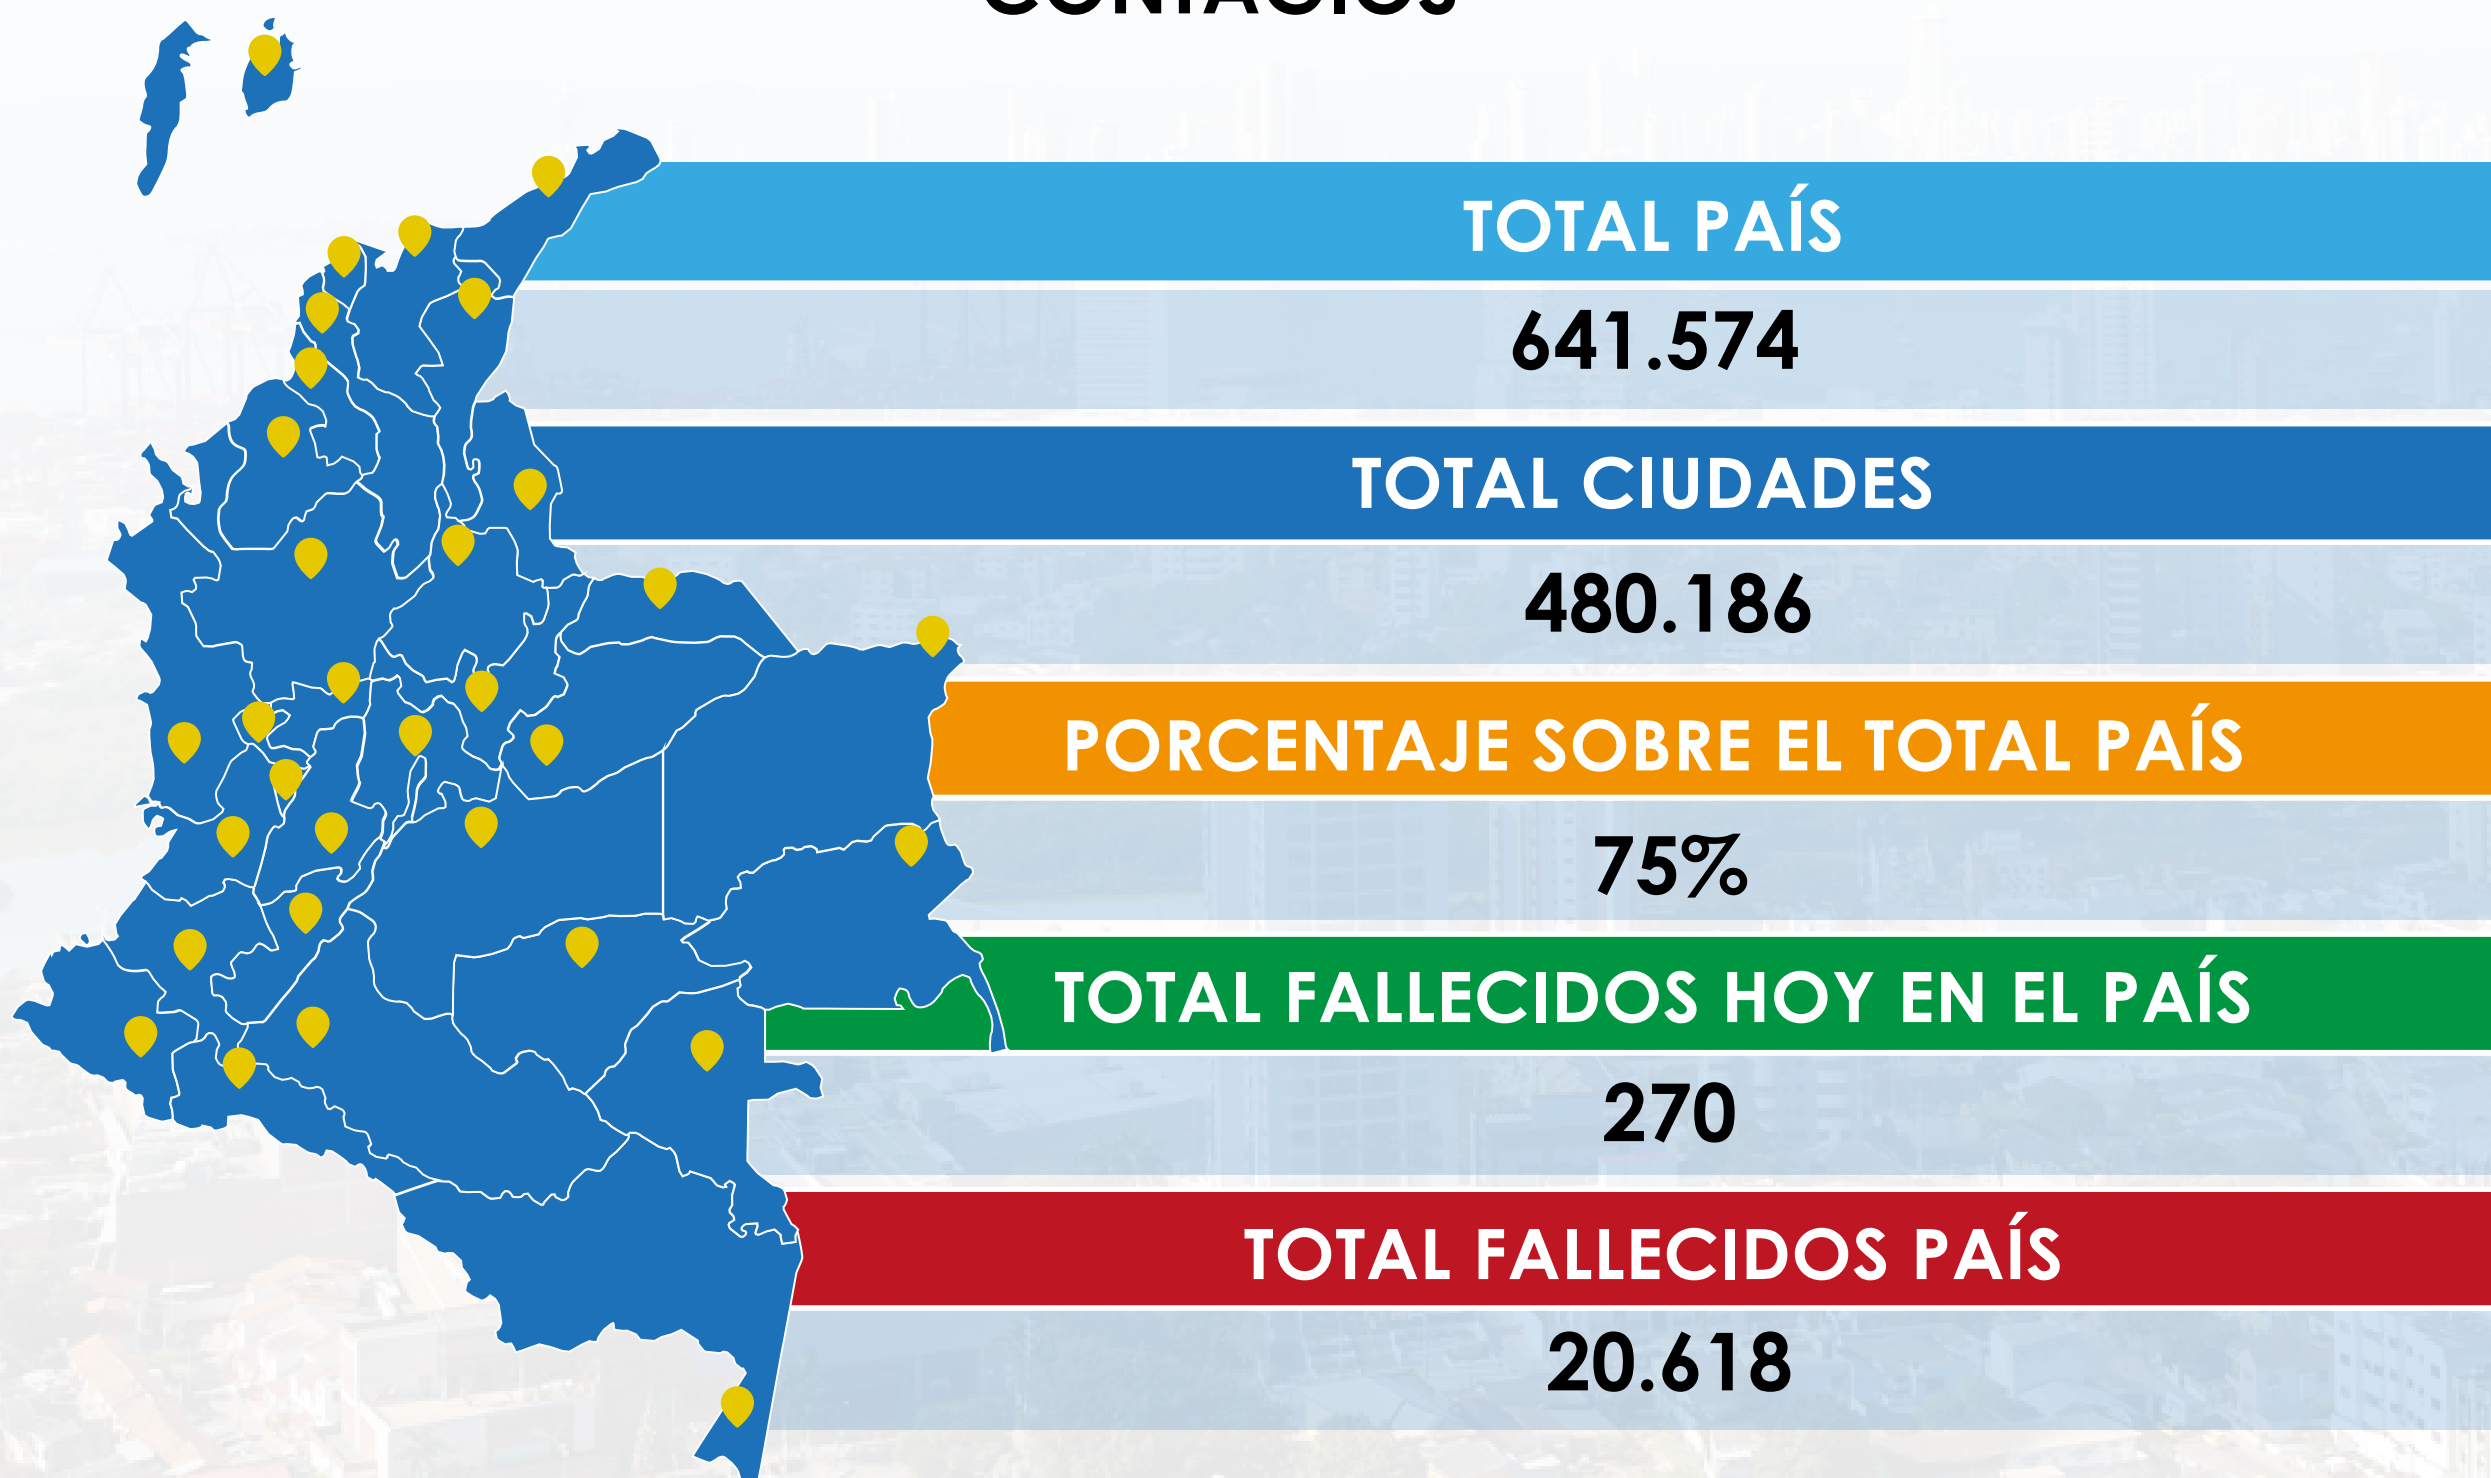 CONTAGIOS
TOTAL PAÍS
641.574
TOTAL CIUDADES
480.186
PORCENTAJE SOBRE EL TOTAL PAÍS
75%
TOTAL FALLECIDOS HOY EN EL PAÍS
270
TOTAL FALLECIDOS PAÍS
20.618